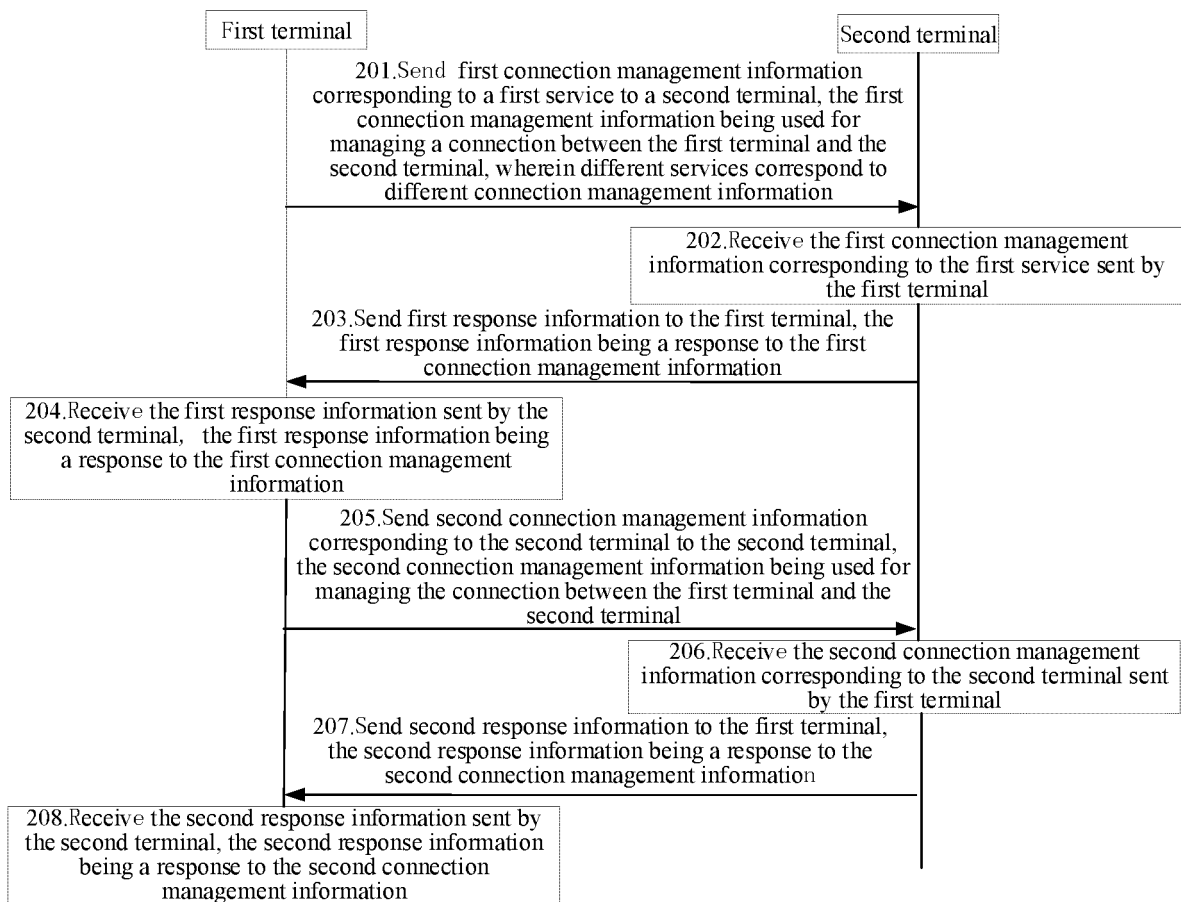 First terminal
Second terminal
201.Send first connection management information
corresponding to a first service to a second terminal, the first
connection management information being used for
managing a connection between the first terminal and the
second terminal, wherein different services correspond to
different connection management information
202.Receive the first connection management
information corresponding to the first service sent by
the first terminal
203.Send first response information to the first terminal, the
first response information being a response to the first
connection management information
204.Receive the first response information sent by the
second terminal, the first response information being
a response to the first connection management
information
205.Send second connection management information
corresponding to the second terminal to the second terminal,
the second connection management information being used for
managing the connection between the first terminal and the
second terminal
206.Receive the second connection management
information corresponding to the second terminal sent
by the first terminal
207.Send second response information to the first terminal,
the second response information being a response to the
second connection management information
208.Receive the second response information sent by
the second terminal, the second response information
being a response to the second connection
management information